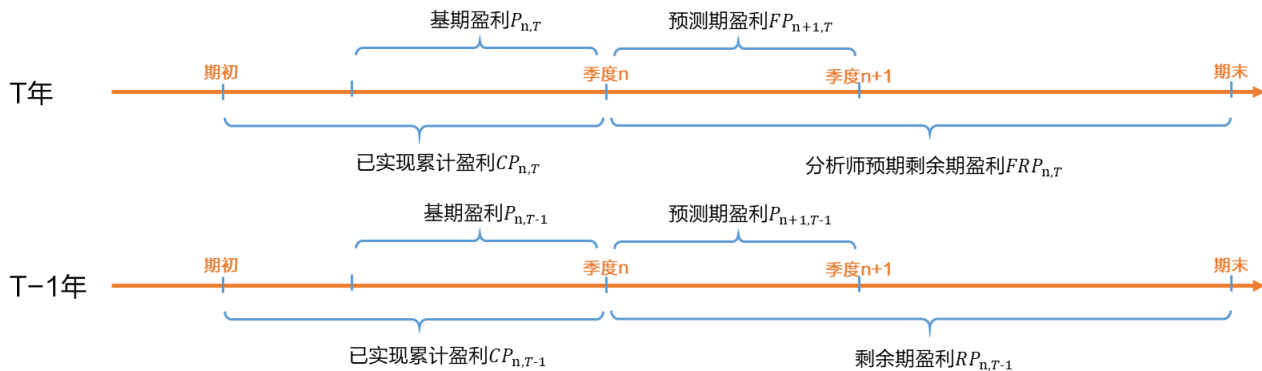 基期盈利P_{n,T} 预测期盈利FP_{n+1,T}
期初 季度n 季度n+1 期末
T年
已实现累计盈利CP_{n,T} 分析师预期剩余期盈利FRP_{n,T}
基期盈利P_{n,T-1} 预测期盈利P_{n+1,T-1}
期初 季度n 季度n+1 期末
T-1年
已实现累计盈利CP_{n,T-1} 剩余期盈利RP_{n,T-1}